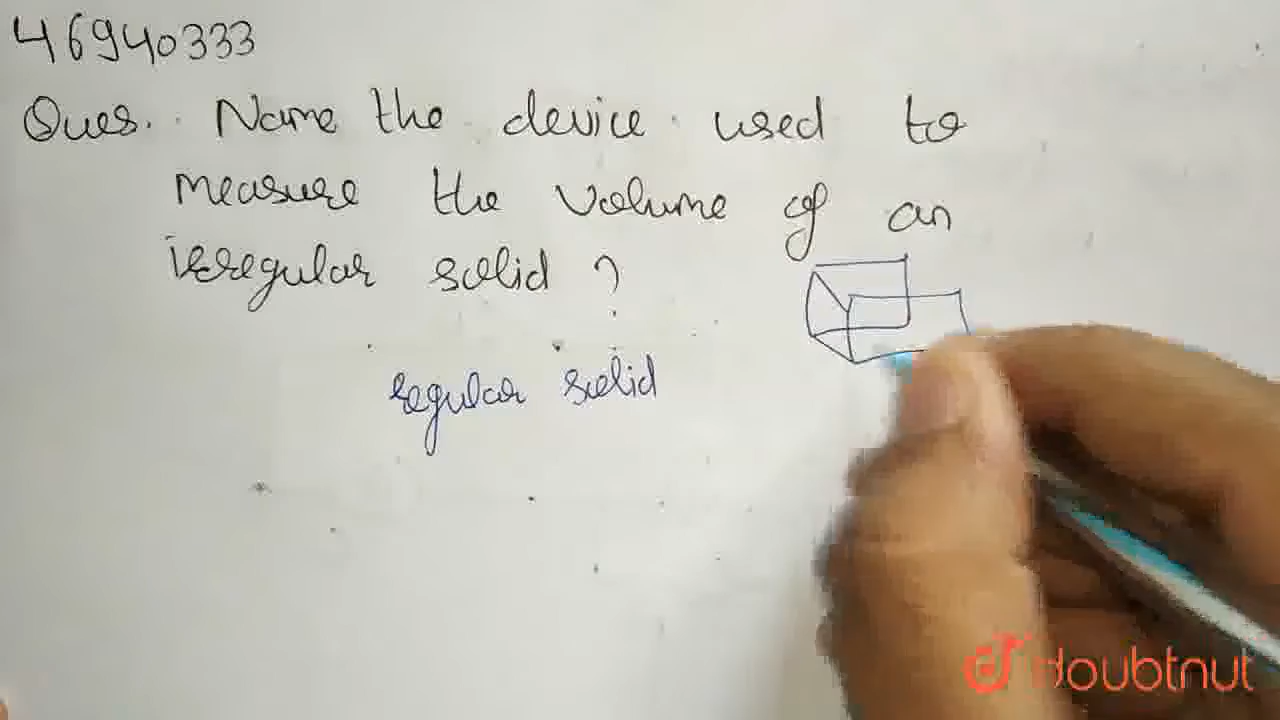 46940333
Ques. Name the device used to
measure the volume of an
irregular solid ?
regular solid
doubtnut